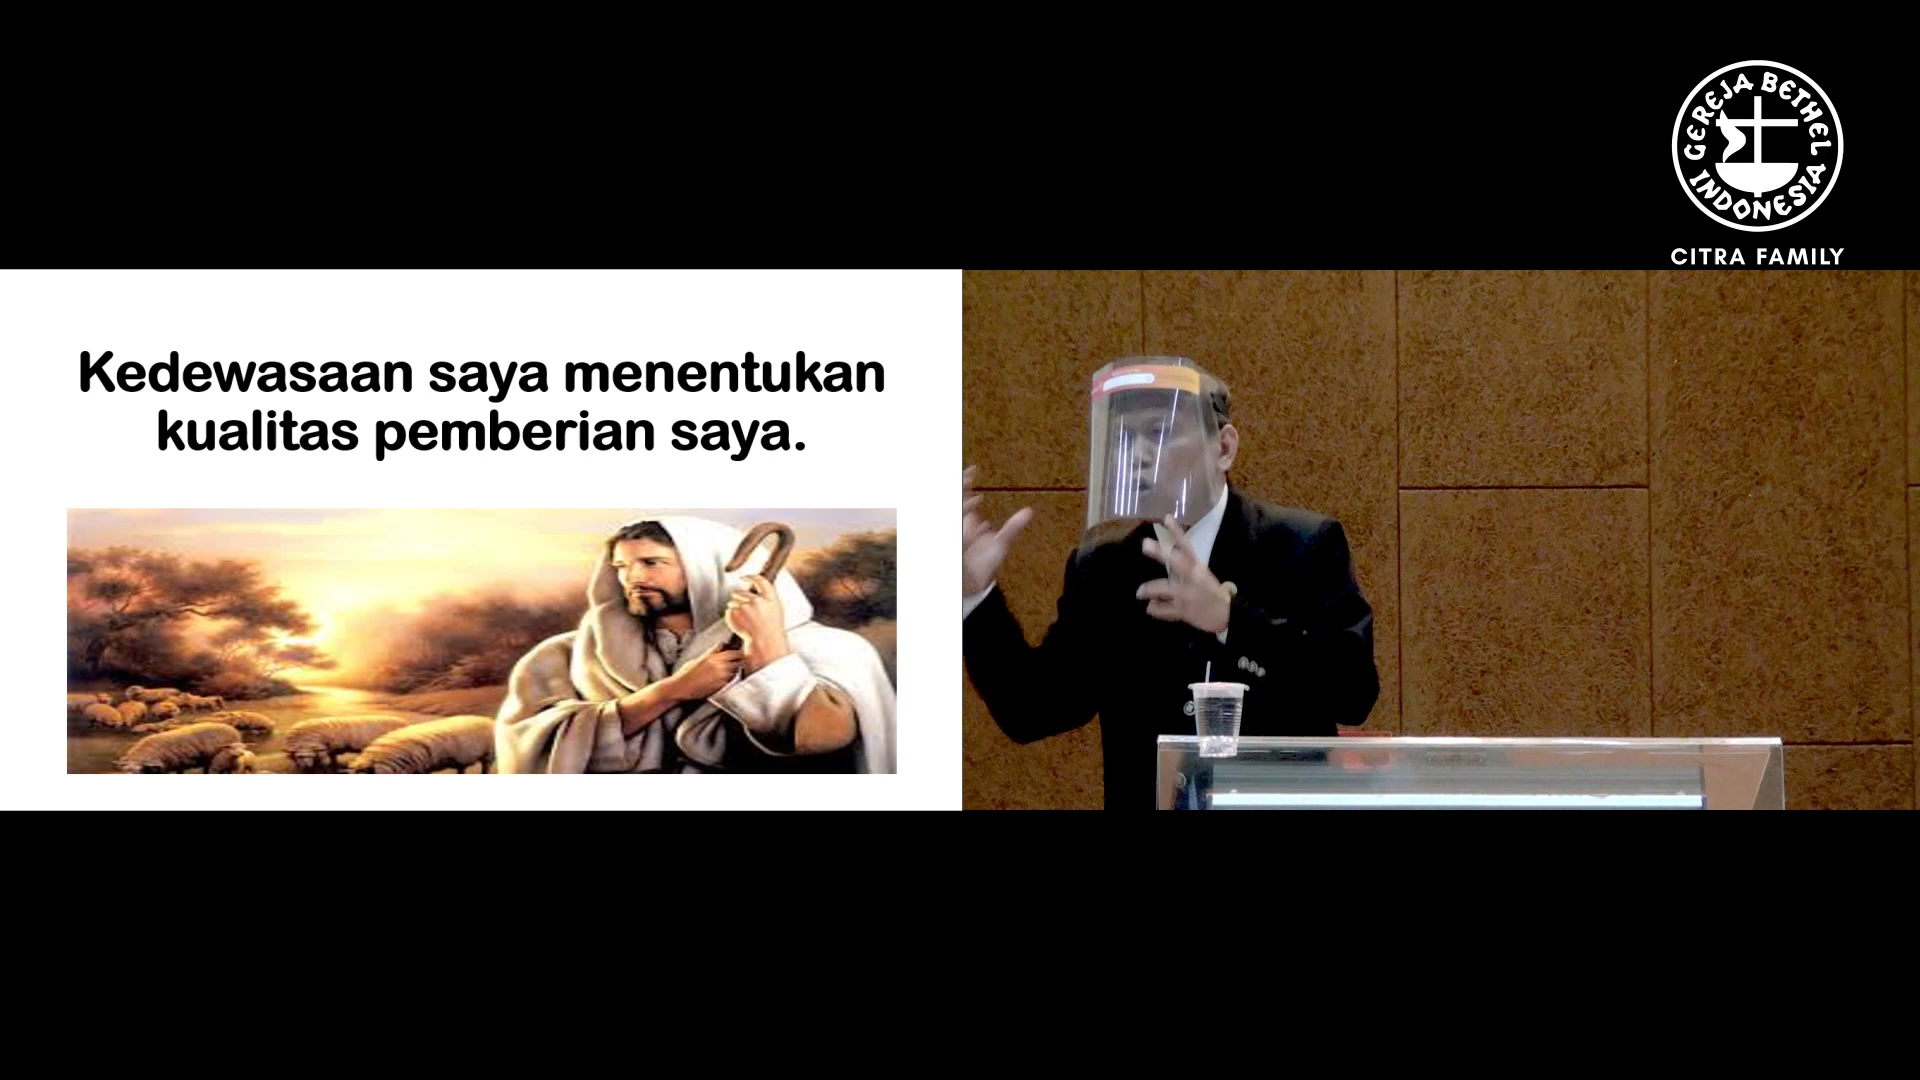 GEREJA BETHEL INDONESIA
CITRA FAMILY
Kedewasaan saya menentukan
kualitas pemberian saya.